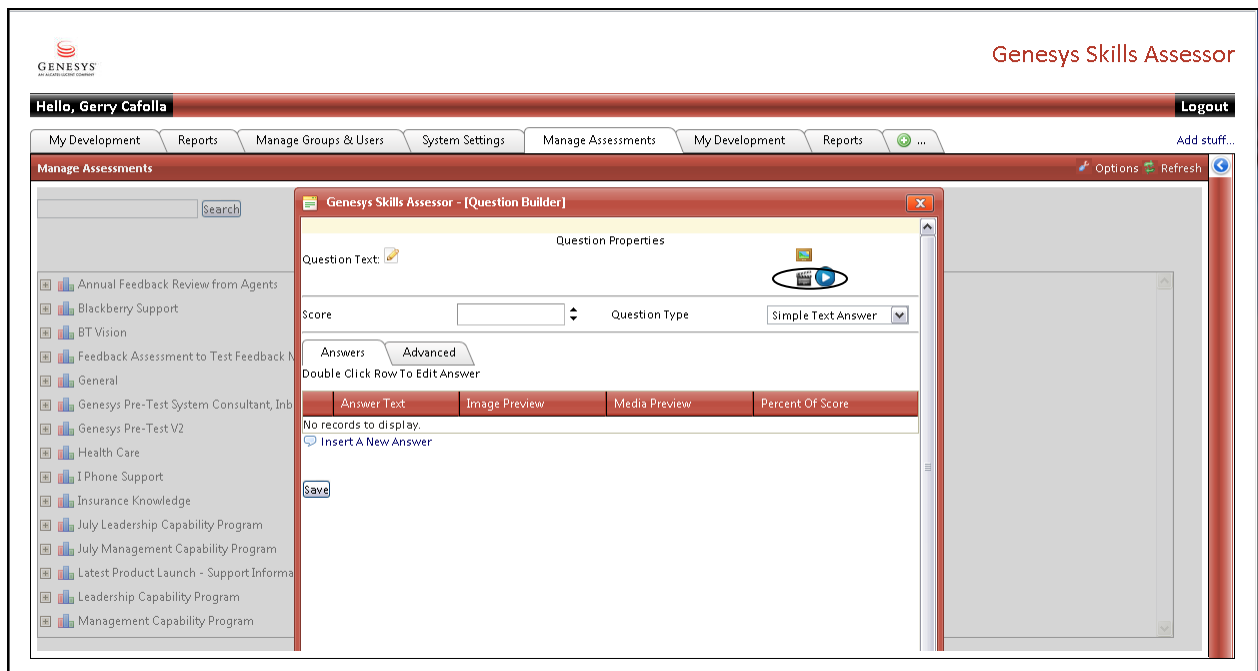 GENESYS
AN ALCATEL-LUCENT COMPANY
Genesys Skills Assessor
Hello, Gerry Cafolla
Logout
My Development Reports Manage Groups & Users System Settings Manage Assessments My Development Reports ... Add stuff...
Manage Assessments
Options Refresh
Search
Genesys Skills Assessor - [Question Builder]
Question Properties
Question Text:
Score
Question Type
Simple Text Answer
Answers Advanced
Double Click Row To Edit Answer
Answer Text Image Preview Media Preview Percent Of Score
No records to display.
Insert A New Answer
Save
Annual Feedback Review from Agents
Blackberry Support
BT Vision
Feedback Assessment to Test Feedback N
General
Genesys Pre-Test System Consultant, Inb
Genesys Pre-Test V2
Health Care
I Phone Support
Insurance Knowledge
July Leadership Capability Program
July Management Capability Program
Latest Product Launch - Support Informa
Leadership Capability Program
Management Capability Program